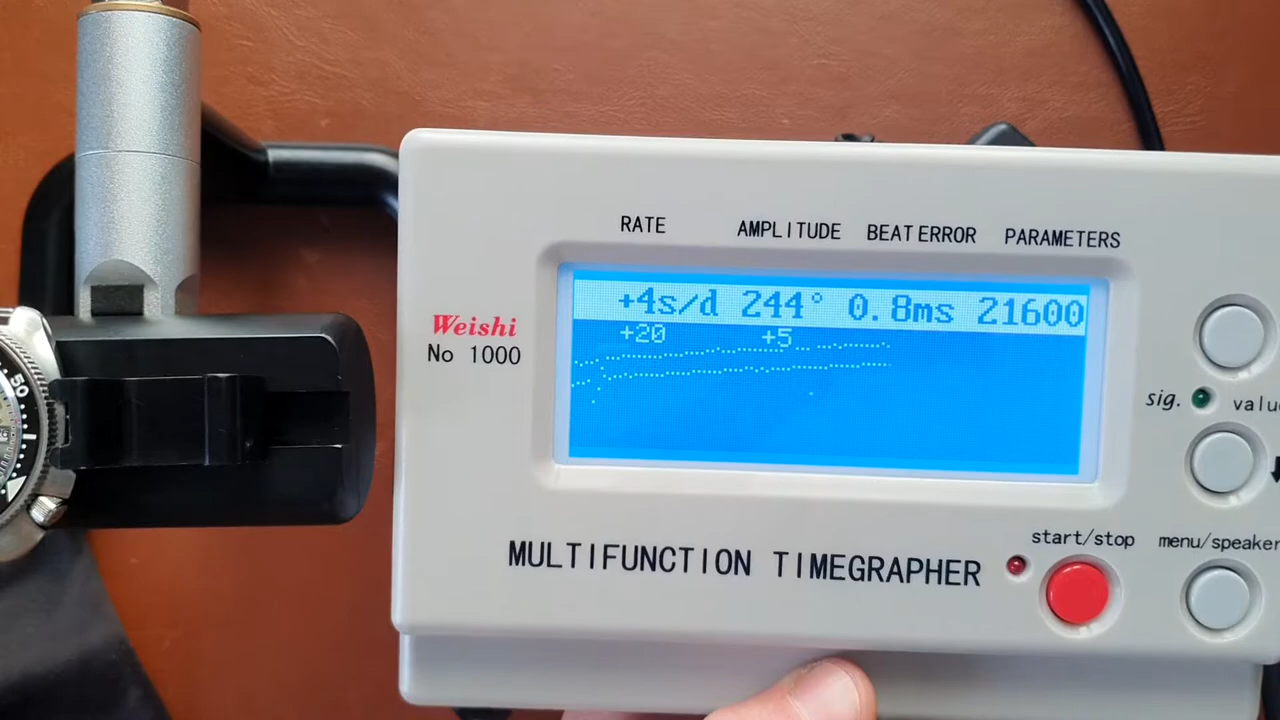 RATE AMPLITUDE BEAT ERROR PARAMETERS
+4s/d 244° 0.8ms 21600
+20 +5
Weishi
No 1000
sig.
50
MULTIFUNCTION TIMEGRAPHER
start/stop
menu/speaker